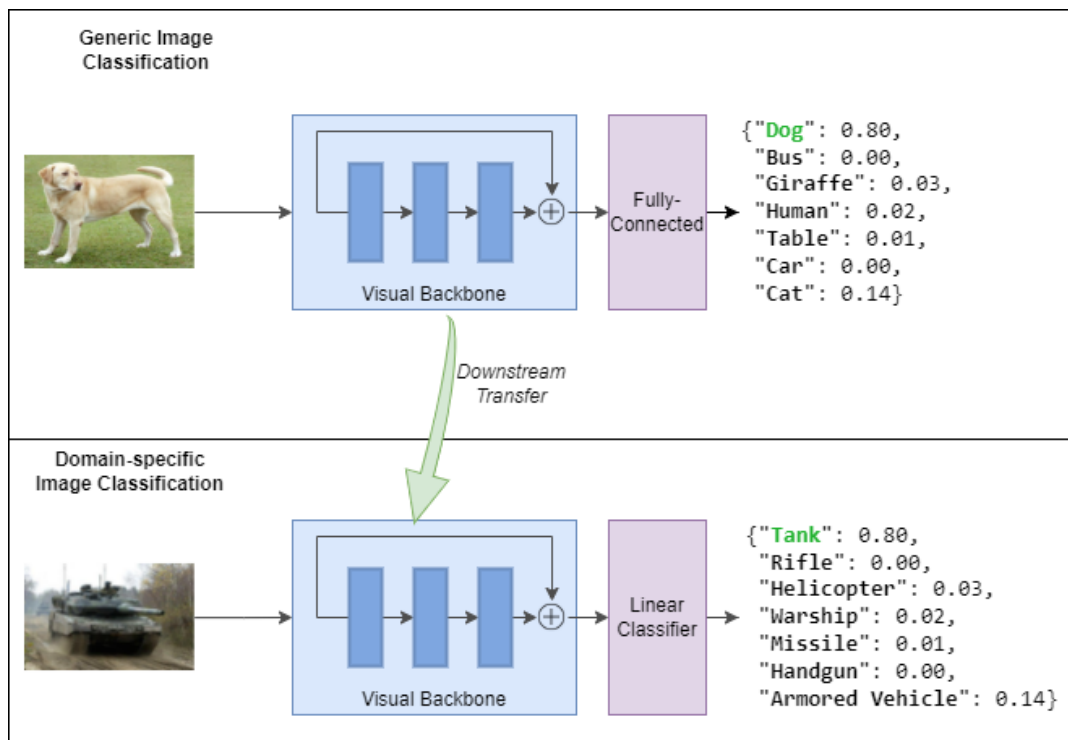 Generic Image
Classification
Visual Backbone
Fully-
Connected
{"Dog": 0.80,
"Bus": 0.00,
"Giraffe": 0.03,
"Human": 0.02,
"Table": 0.01,
"Car": 0.00,
"Cat": 0.14}
Downstream
Transfer
Domain-specific
Image Classification
Visual Backbone
Linear
Classifier
{"Tank": 0.80,
"Rifle": 0.00,
"Helicopter": 0.03,
"Warship": 0.02,
"Missile": 0.01,
"Handgun": 0.00,
"Armored Vehicle": 0.14}